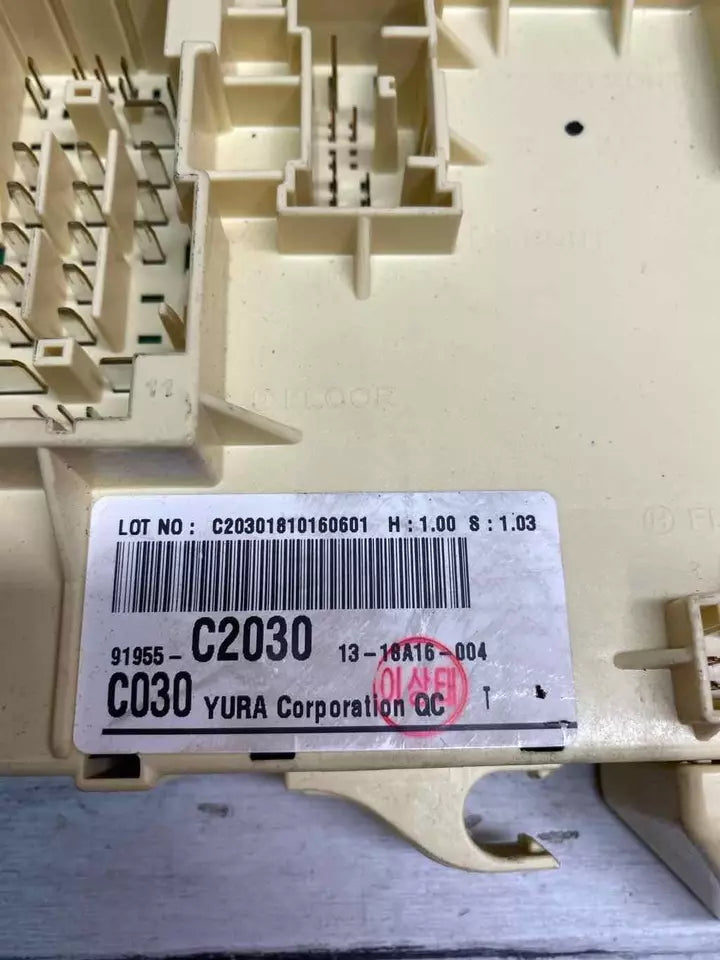 11
FLOOR
LOT NO : C20301810160601 H : 1.00 S : 1.03
91955 - C2030 13-18A16-004
C030 YURA Corporation QC T
이상태